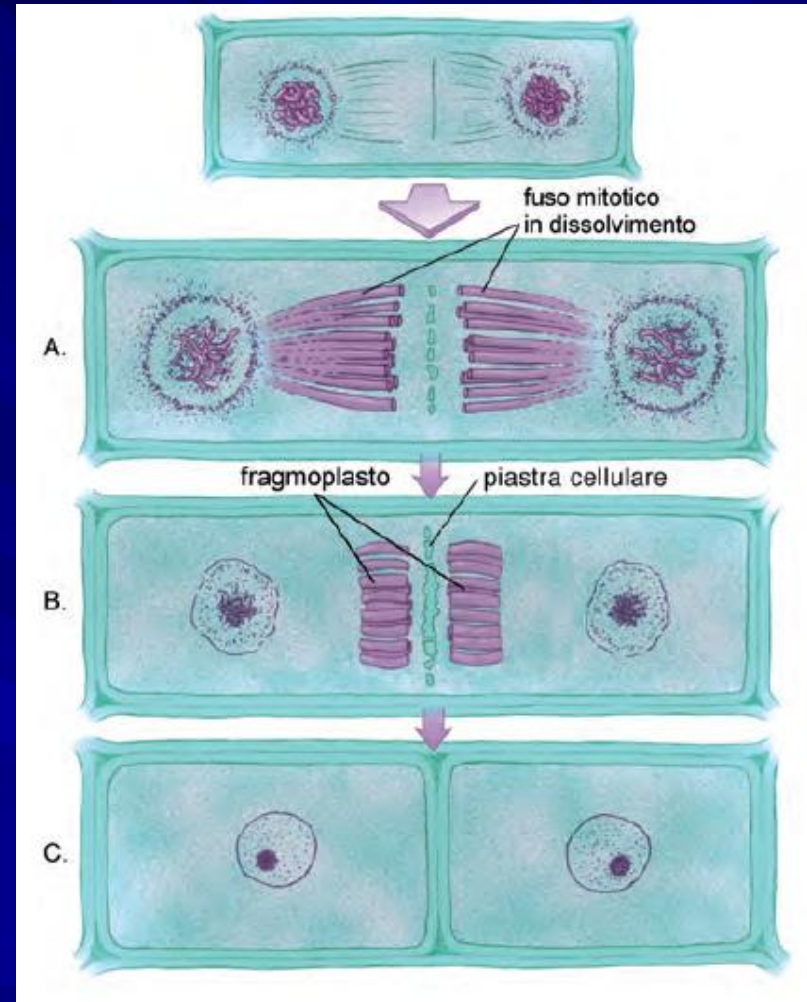 fuso mitotico
in dissolvimento
A.
fragmoplasto
piastra cellulare
B.
C.